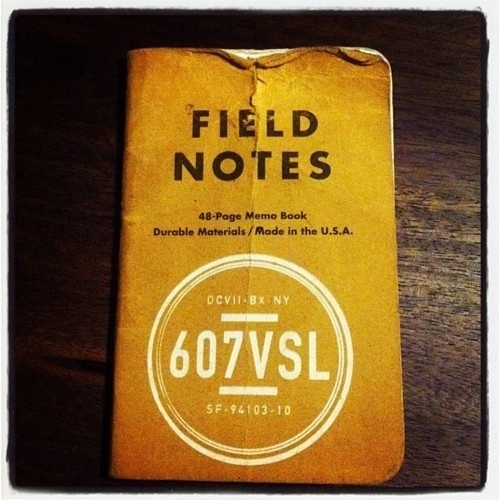 FIELD
NOTES
48-Page Memo Book
Durable Materials / Made in the U.S.A.
DCVII-BX-NY
607VSL
SF-94103-10